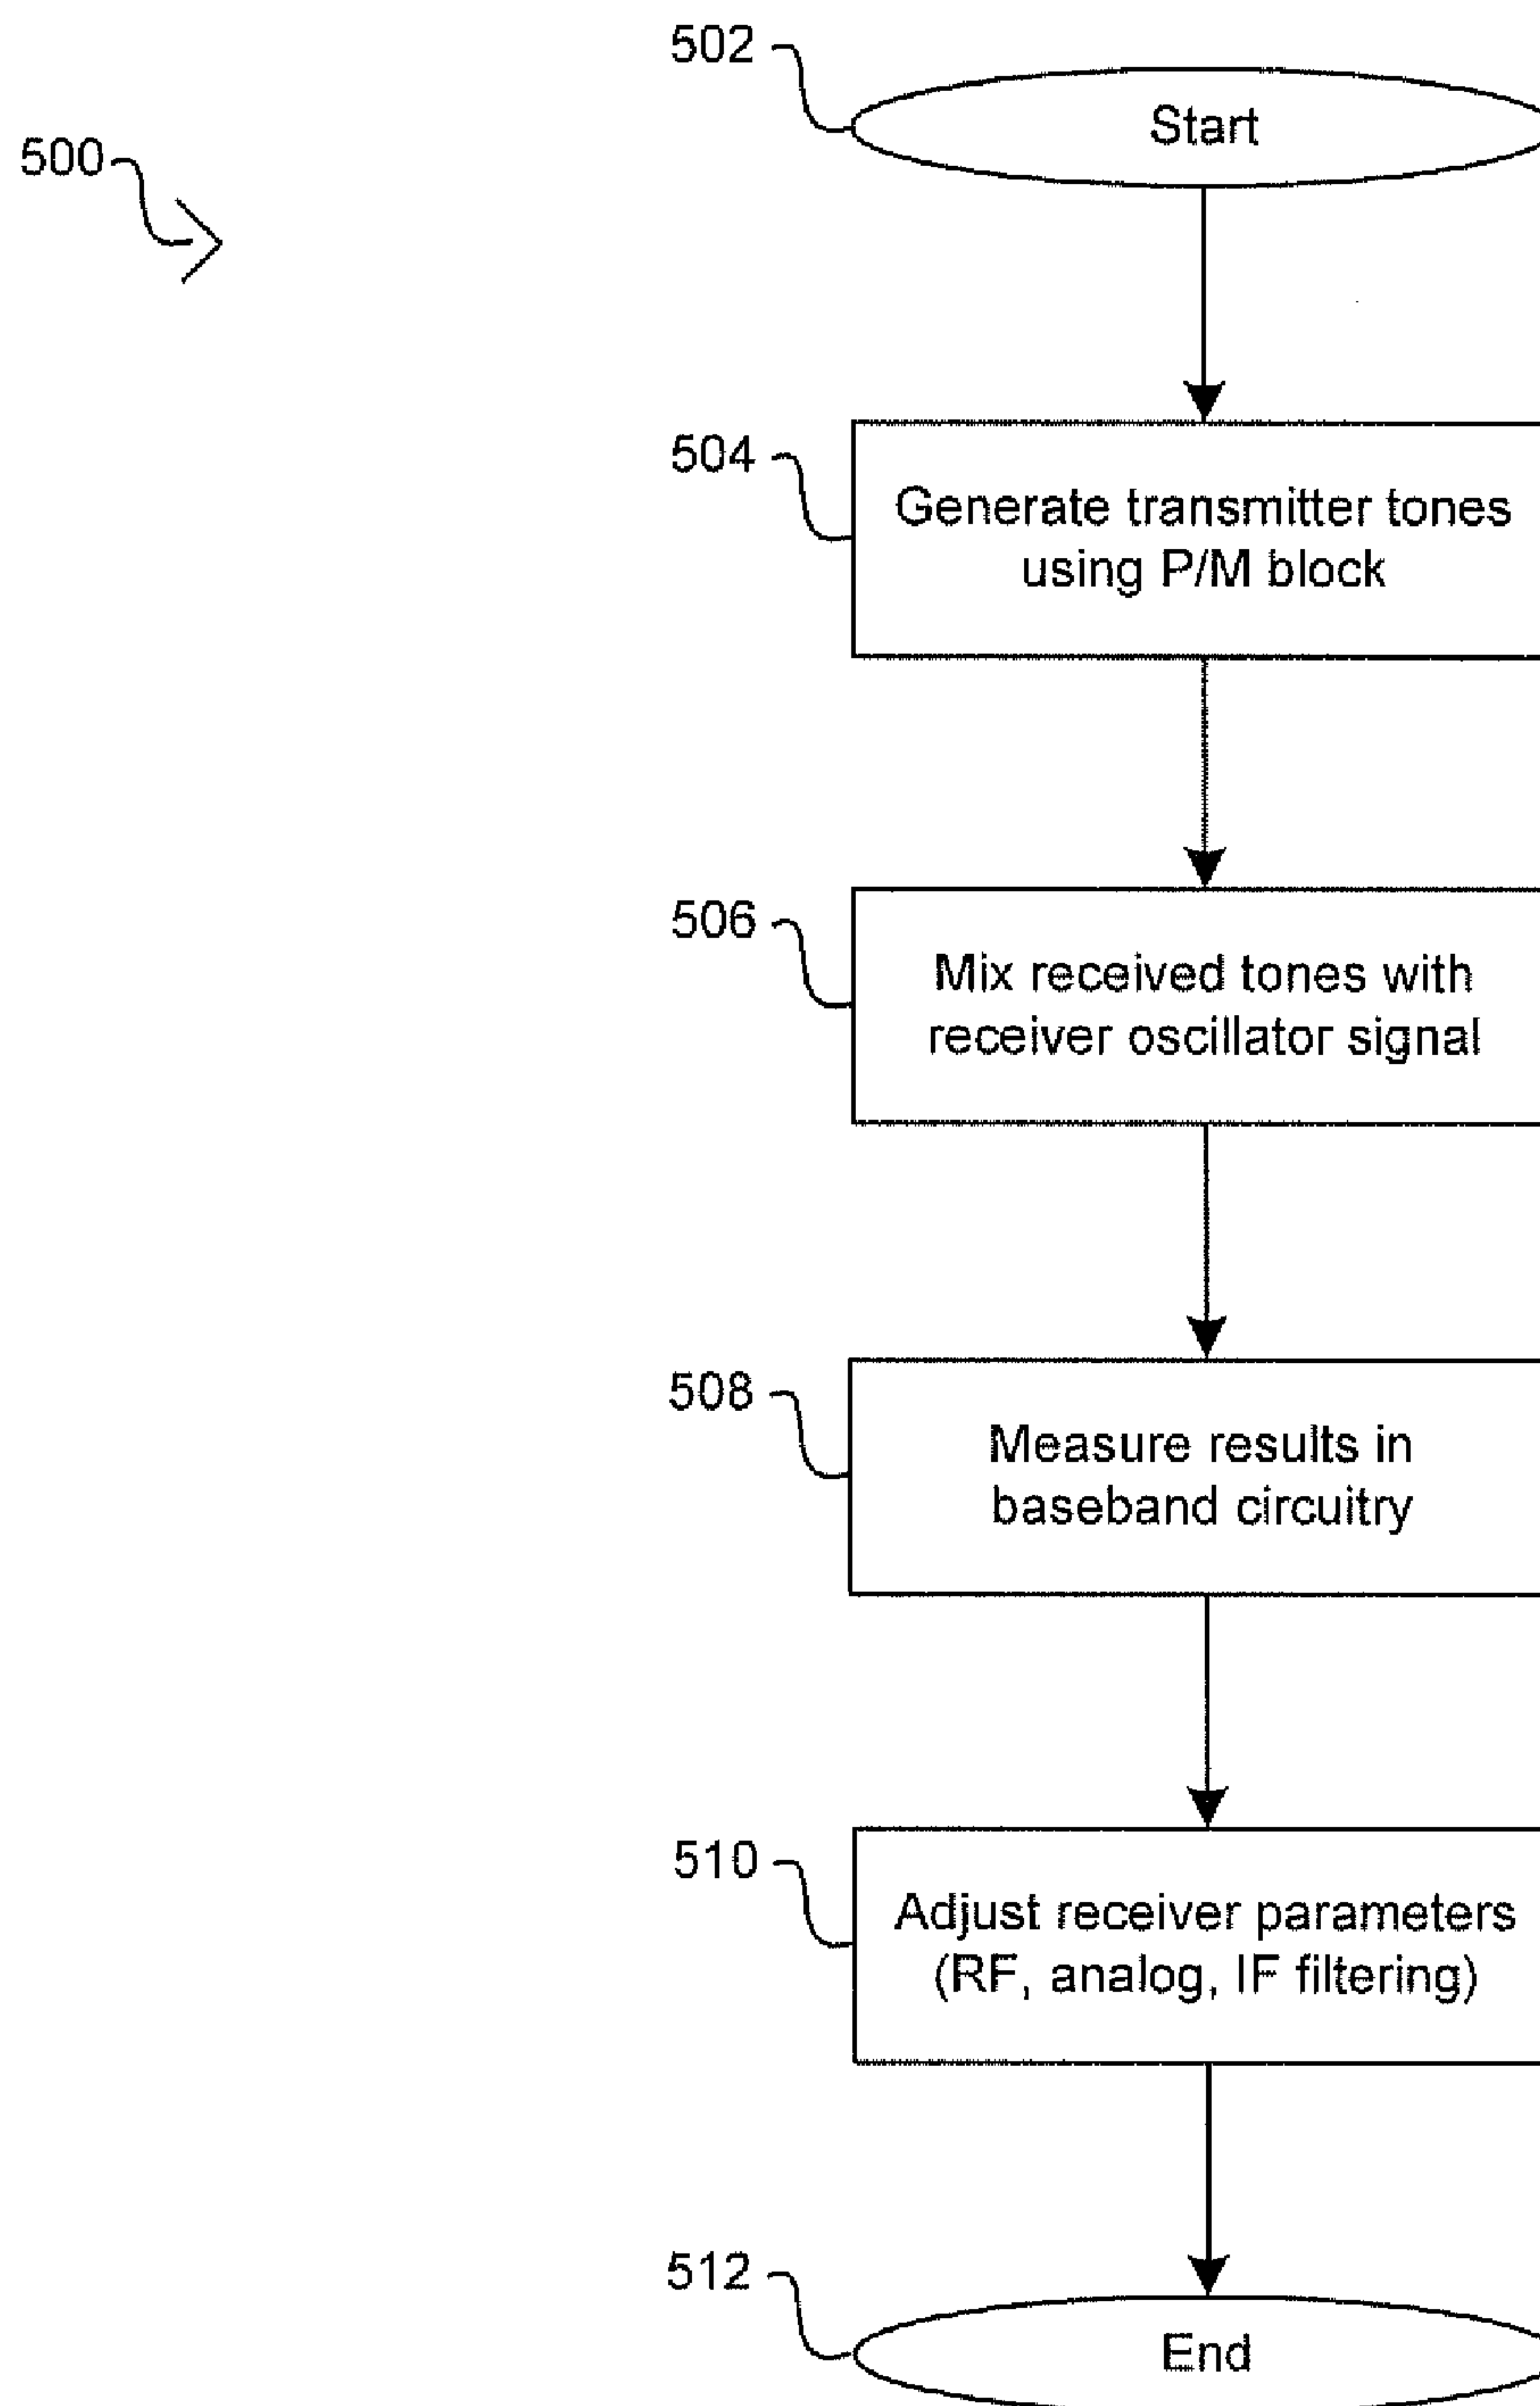 502
Start
500
504
Generate transmitter tones
using P/M block
506
Mix received tones with
receiver oscillator signal
508
Measure results in
baseband circuitry
510
Adjust receiver parameters
(RF, analog, IF filtering)
512
End